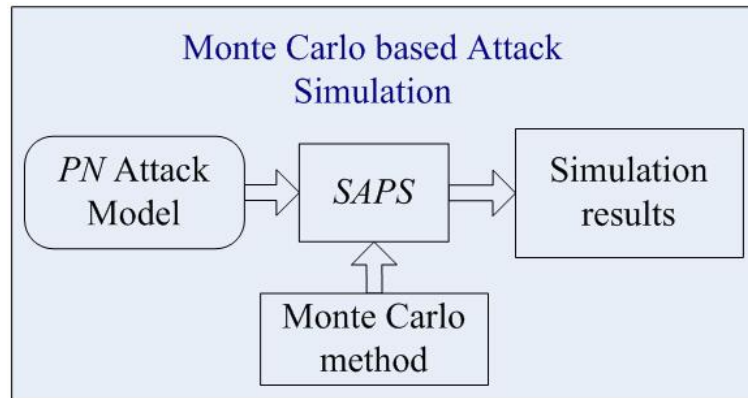 Monte Carlo based Attack
Simulation
PN Attack
Model
SAPS
Simulation
results
Monte Carlo
method